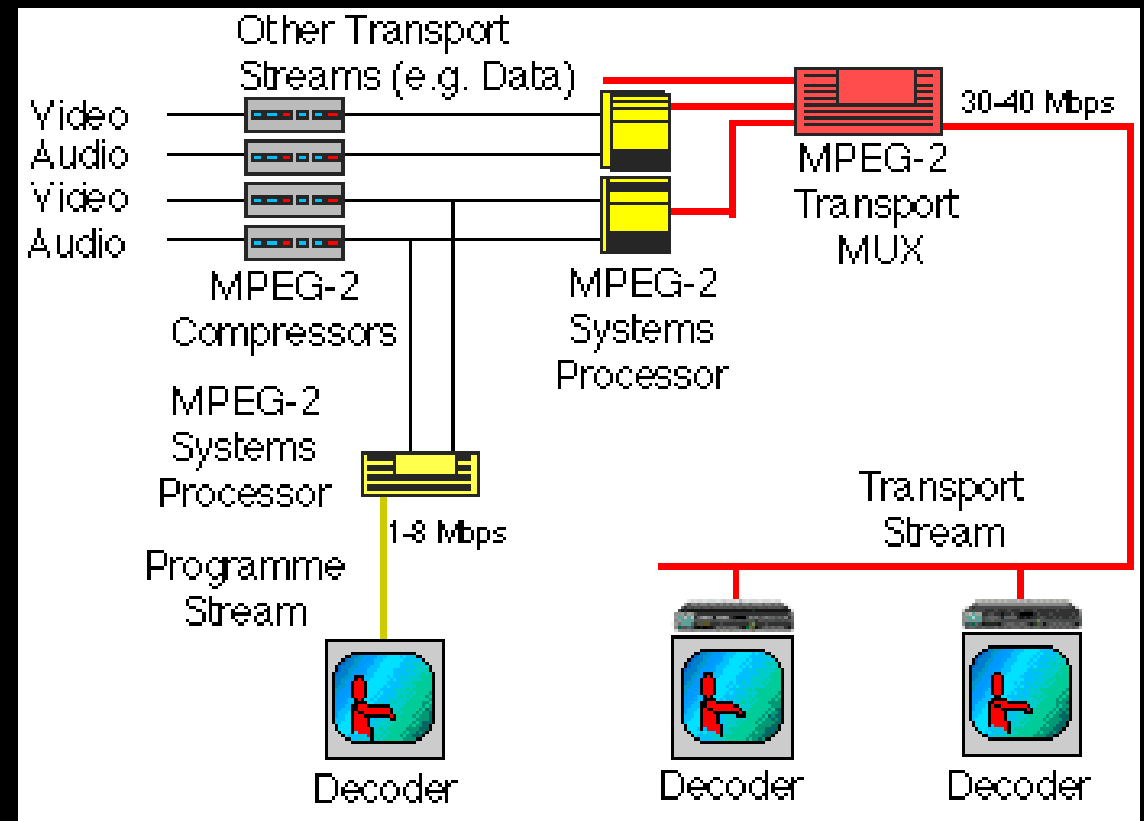 Other Transport
Streams (e.g. Data)
Video
Audio
Video
Audio
30-40 Mbps
MPEG-2
Transport
MUX
MPEG-2
Compressors
MPEG-2
Systems
Processor
MPEG-2
Systems
Processor
1-8 Mbps
Programme
Stream
Transport
Stream
Decoder
Decoder
Decoder